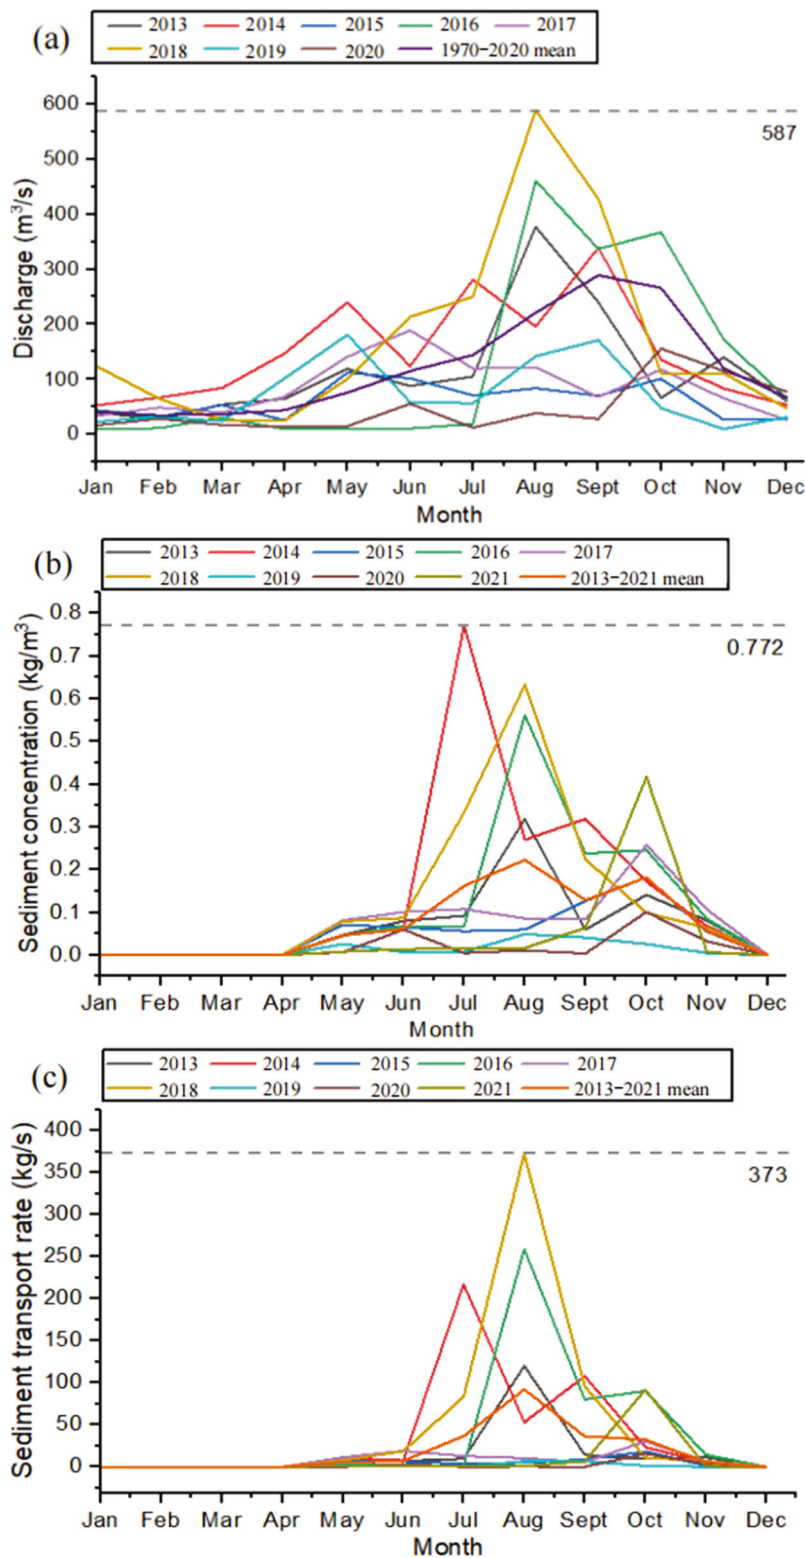 (a)
2013 2014 2015 2016 2017
2018 2019 2020 1970−2020 mean
600
587
500
400
300
200
100
0
Discharge (m³/s)
Jan Feb Mar Apr May Jun Jul Aug Sept Oct Nov Dec
Month
(b)
2013 2014 2015 2016 2017
2018 2019 2020 2021 2013−2021 mean
0.8
0.772
0.7
0.6
0.5
0.4
0.3
0.2
0.1
0.0
Sediment concentration (kg/m³)
Jan Feb Mar Apr May Jun Jul Aug Sept Oct Nov Dec
Month
(c)
2013 2014 2015 2016 2017
2018 2019 2020 2021 2013−2021 mean
400
373
350
300
250
200
150
100
50
0
Sediment transport rate (kg/s)
Jan Feb Mar Apr May Jun Jul Aug Sept Oct Nov Dec
Month